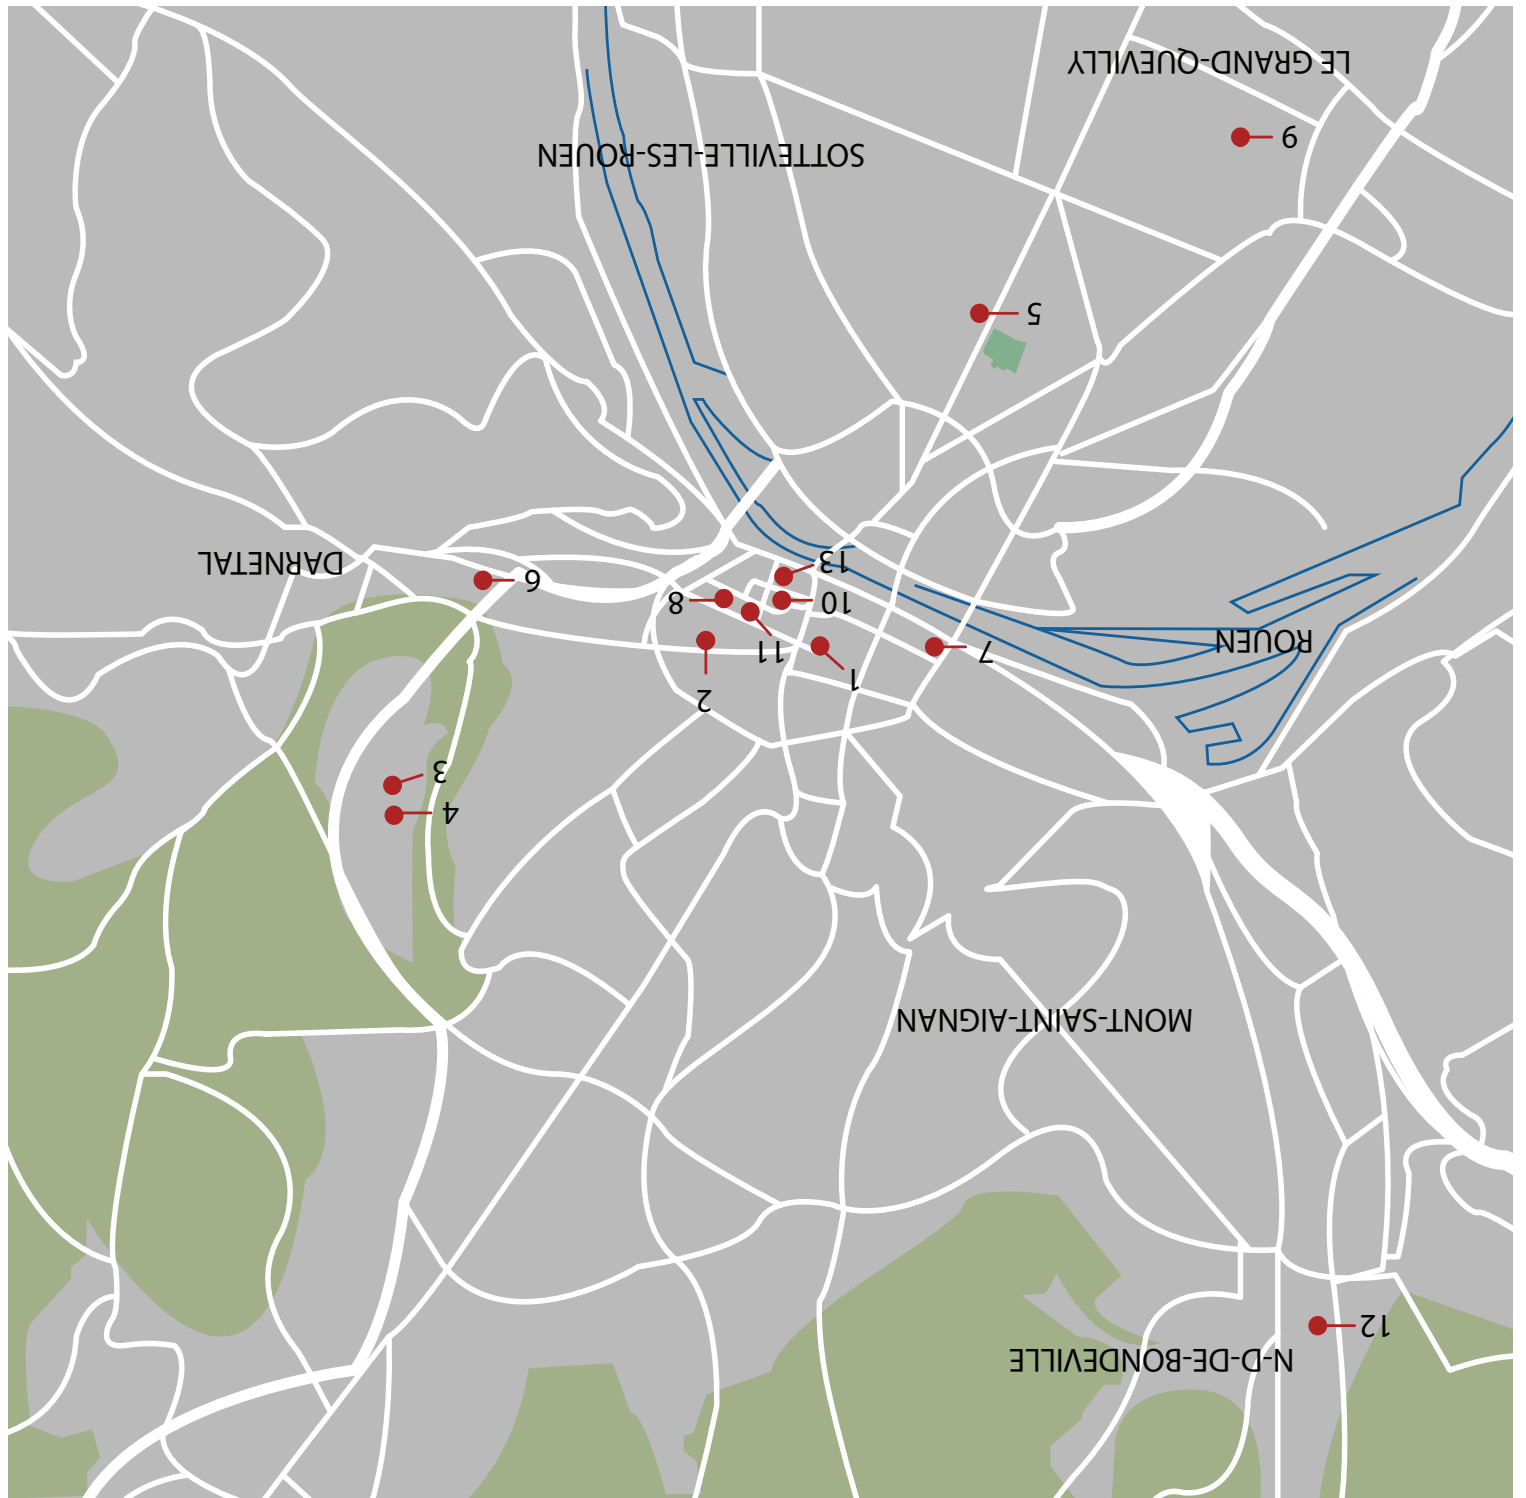 N-D-DE-BONDEVILLE
12
MONT-SAINT-AIGNAN
4
3
2
1
7
11
ROUEN
10
8
6
13
DARNETAL
5
SOTTEVILLE-LES-ROUEN
9
LE GRAND-QUEVILLY